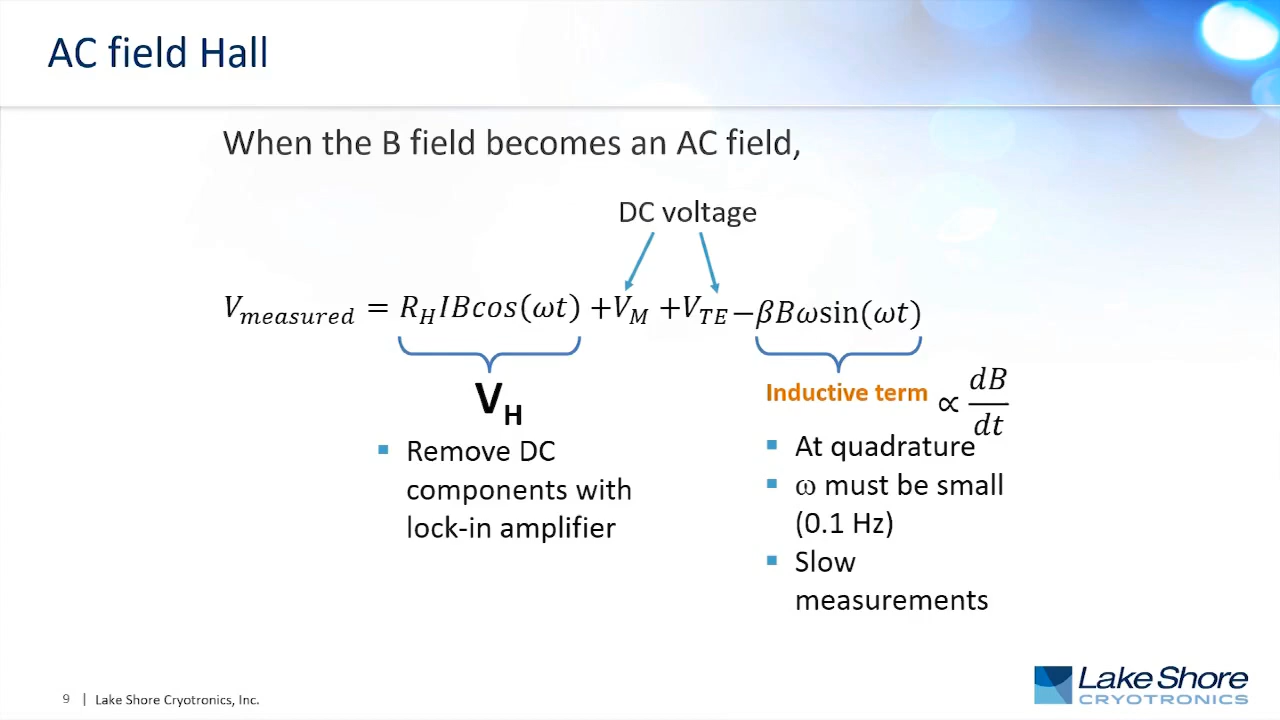 AC field Hall
When the B field becomes an AC field,
DC voltage
V_measured = R_H IBcos(ωt) +V_M +V_TE −βBωsin(ωt)
V_H
Inductive term ∝ dB/dt
▪ Remove DC
components with
lock-in amplifier
▪ At quadrature
▪ ω must be small
(0.1 Hz)
▪ Slow
measurements
9 | Lake Shore Cryotronics, Inc.
Lake Shore
CRYOTRONICS